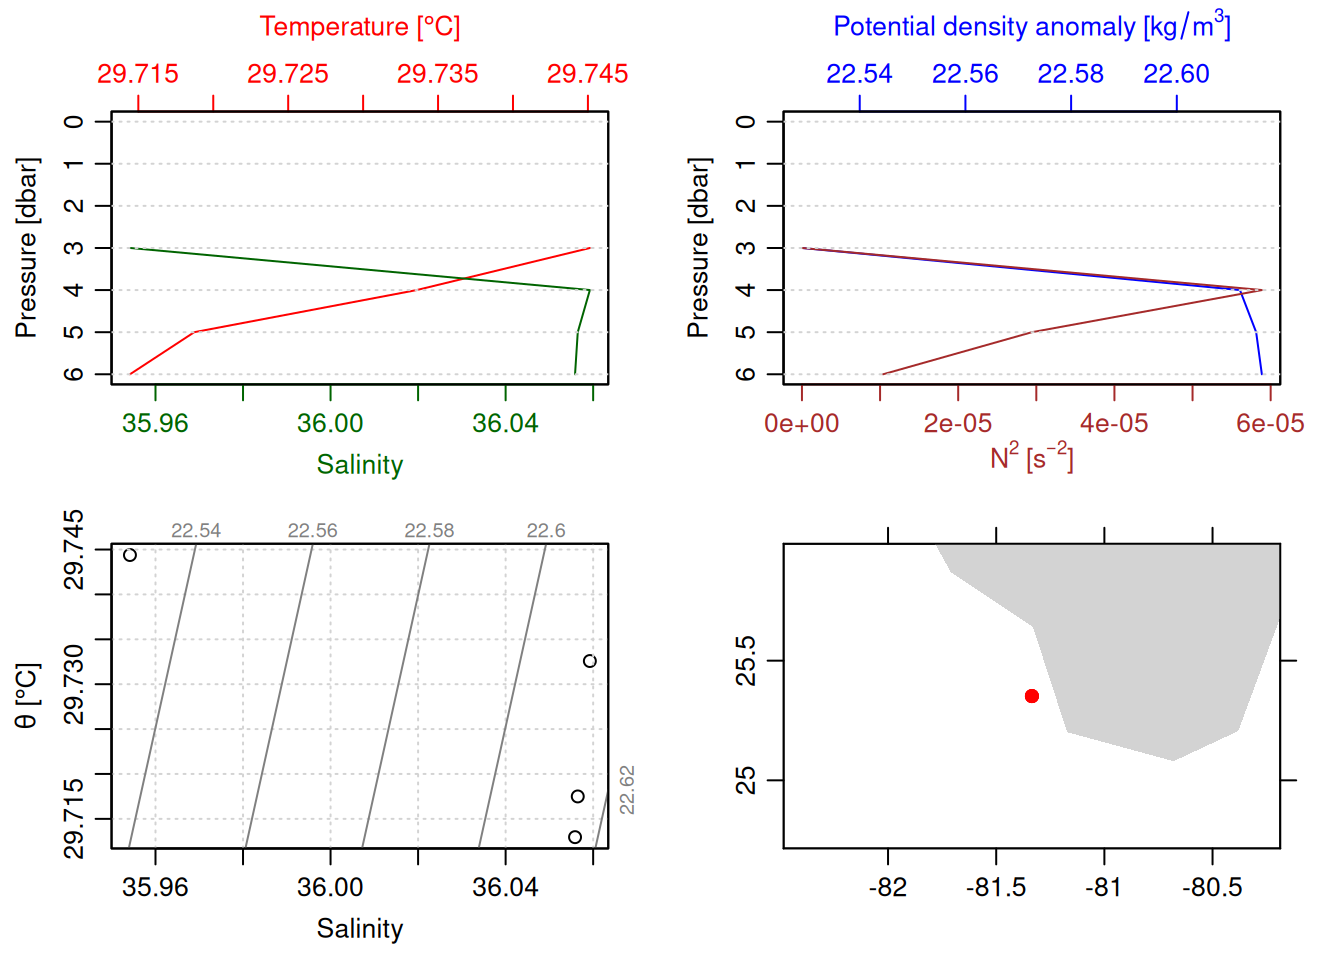 Temperature [°C]
29.715 29.725 29.735 29.745
0
1
2
3
4
5
6
Pressure [dbar]
35.96 36.00 36.04
Salinity
Potential density anomaly [kg/m³]
22.54 22.56 22.58 22.60
0
1
2
3
4
5
6
Pressure [dbar]
0e+00 2e-05 4e-05 6e-05
N² [s⁻²]
22.54 22.56 22.58 22.6
22.62
29.745
29.730
29.715
θ [°C]
35.96 36.00 36.04
Salinity
25.5
25
-82 -81.5 -81 -80.5